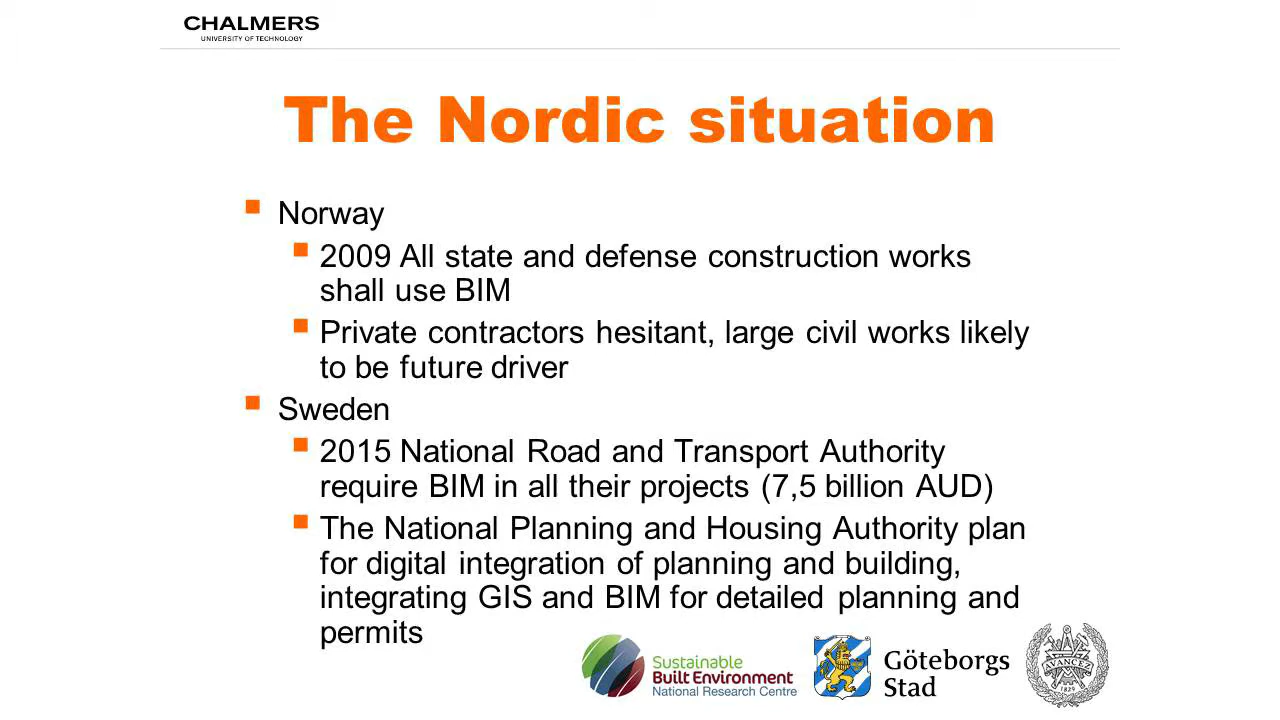 CHALMERS
UNIVERSITY OF TECHNOLOGY
The Nordic situation
Norway
2009 All state and defense construction works
shall use BIM
Private contractors hesitant, large civil works likely
to be future driver
Sweden
2015 National Road and Transport Authority
require BIM in all their projects (7,5 billion AUD)
The National Planning and Housing Authority plan
for digital integration of planning and building,
integrating GIS and BIM for detailed planning and
permits
Sustainable
Built Environment
National Research Centre
Göteborgs
Stad
AVANCEZ
1829